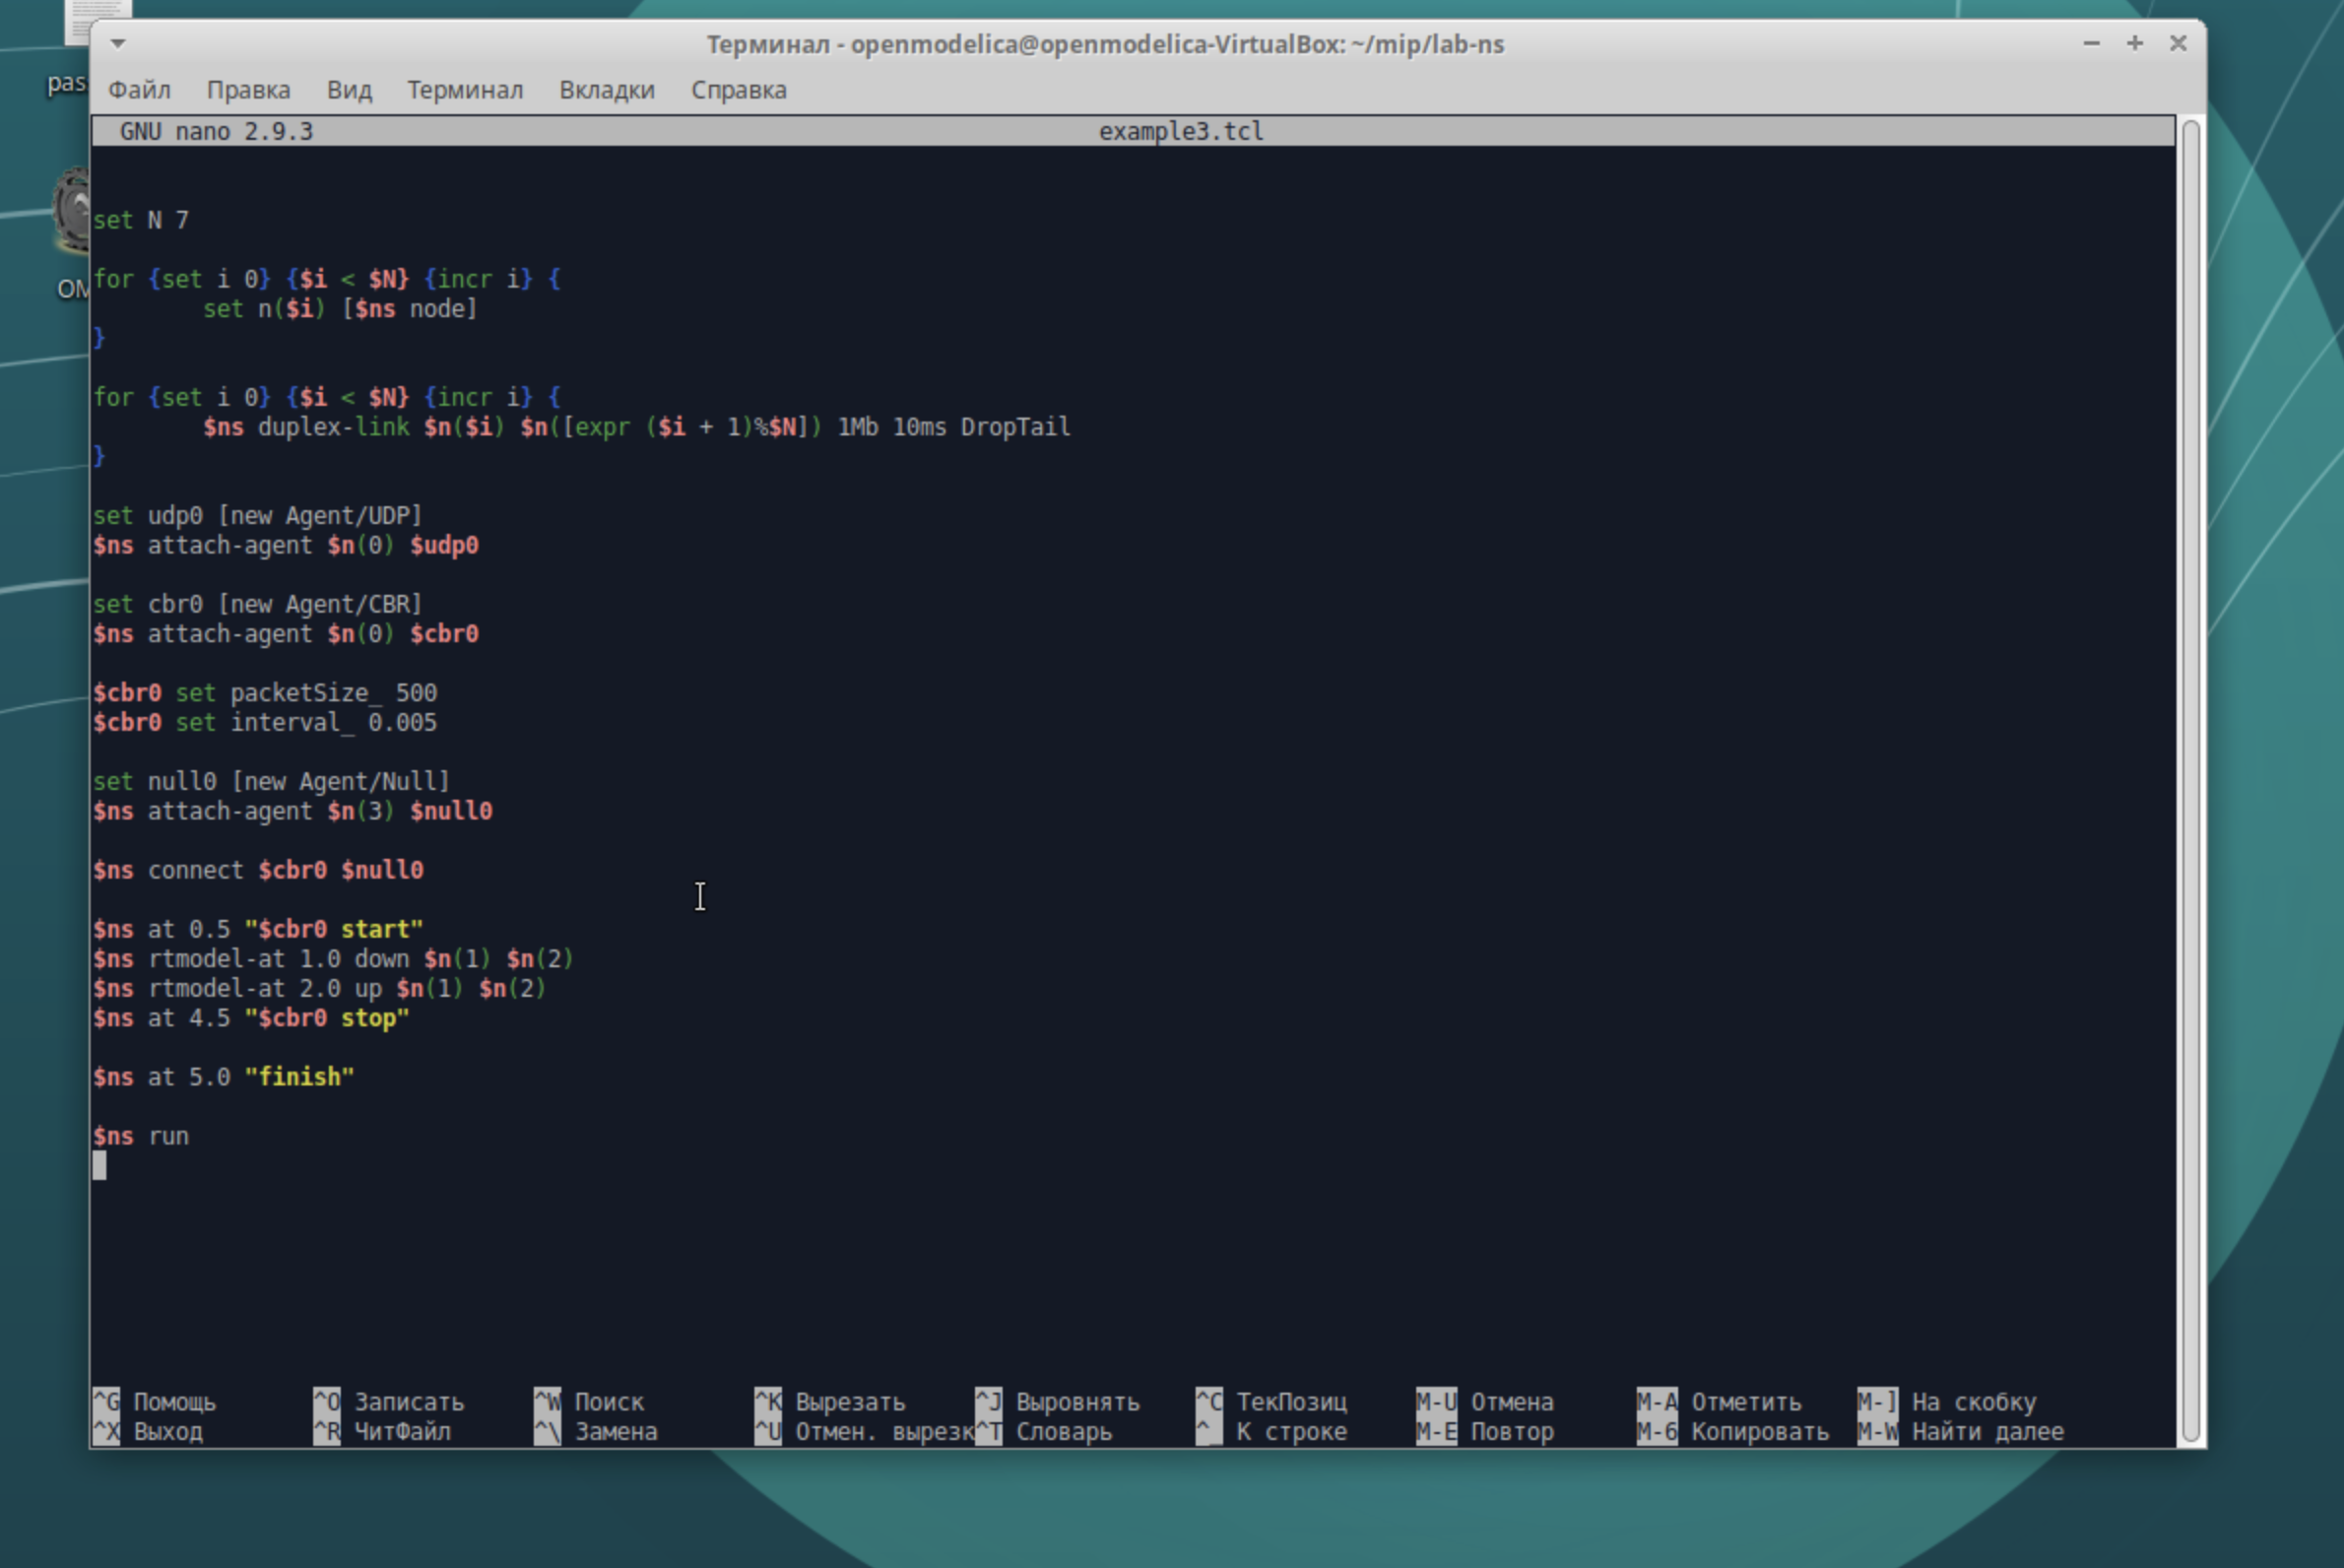 Терминал - openmodelica@openmodelica-VirtualBox: ~/mip/lab-ns
Файл Правка Вид Терминал Вкладки Справка
GNU nano 2.9.3 example3.tcl
set N 7
for {set i 0} {$i < $N} {incr i} {
set n($i) [$ns node]
}
for {set i 0} {$i < $N} {incr i} {
$ns duplex-link $n($i) $n([expr ($i + 1)%$N]) 1Mb 10ms DropTail
}
set udp0 [new Agent/UDP]
$ns attach-agent $n(0) $udp0
set cbr0 [new Agent/CBR]
$ns attach-agent $n(0) $cbr0
$cbr0 set packetSize_ 500
$cbr0 set interval_ 0.005
set null0 [new Agent/Null]
$ns attach-agent $n(3) $null0
$ns connect $cbr0 $null0
$ns at 0.5 "$cbr0 start"
$ns rtmodel-at 1.0 down $n(1) $n(2)
$ns rtmodel-at 2.0 up $n(1) $n(2)
$ns at 4.5 "$cbr0 stop"
$ns at 5.0 "finish"
$ns run
^G Помощь ^O Записать ^W Поиск ^K Вырезать ^J Выровнять ^C ТекПозиц M-U Отмена M-A Отметить M-] На скобку
^X Выход ^R ЧитФайл ^\ Замена ^U Отмен. вырезк ^T Словарь ^_ К строке M-E Повтор M-6 Копировать M-W Найти далее